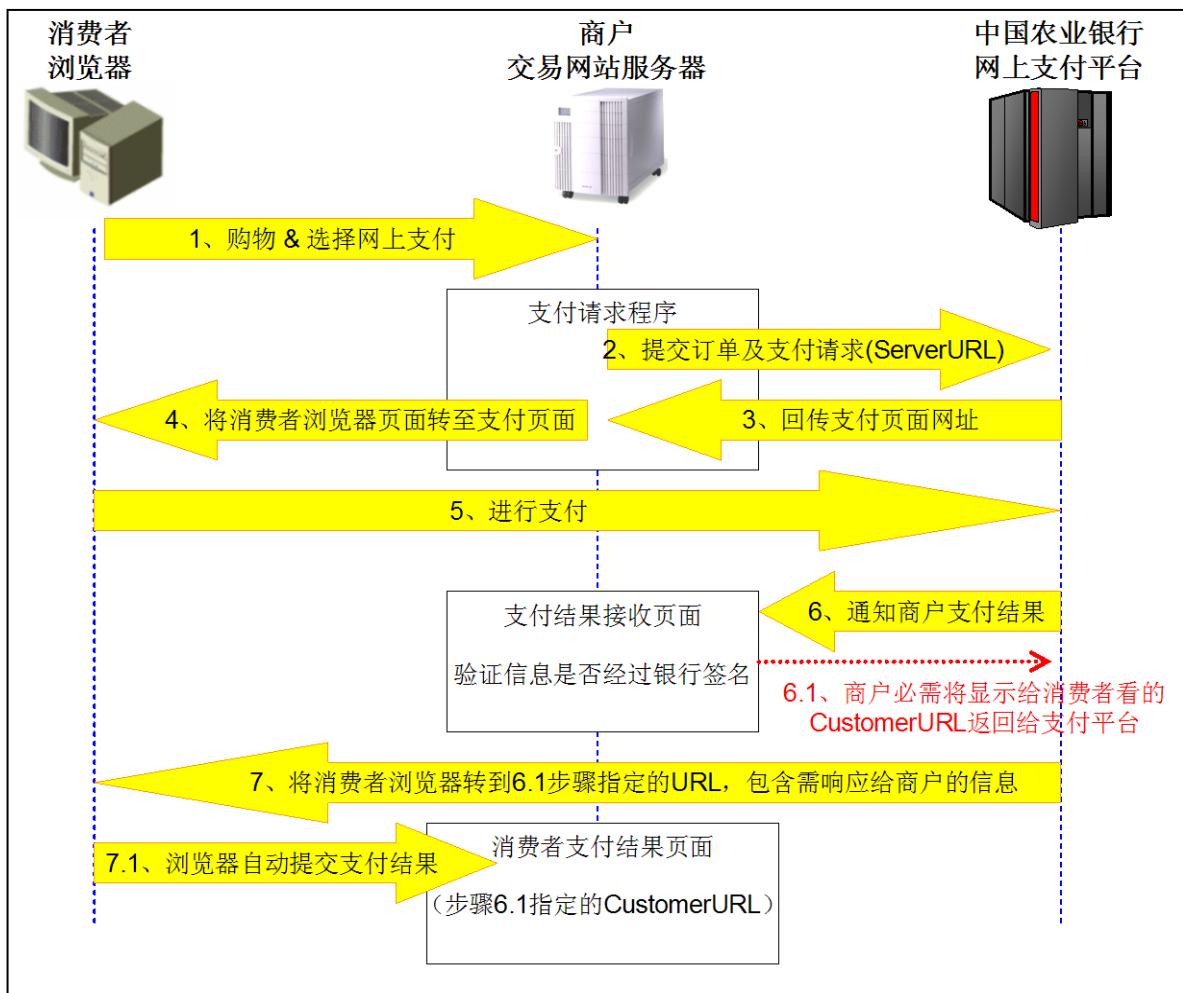 消费者
浏览器
商户
交易网站服务器
中国农业银行
网上支付平台
1、购物 & 选择网上支付
支付请求程序
2、提交订单及支付请求(ServerURL)
4、将消费者浏览器页面转至支付页面
3、回传支付页面网址
5、进行支付
支付结果接收页面
6、通知商户支付结果
验证信息是否经过银行签名
6.1、商户必需将显示给消费者看的
CustomerURL返回给支付平台
7、将消费者浏览器转到6.1步骤指定的URL，包含需响应给商户的信息
消费者支付结果页面
7.1、浏览器自动提交支付结果
（步骤6.1指定的CustomerURL）